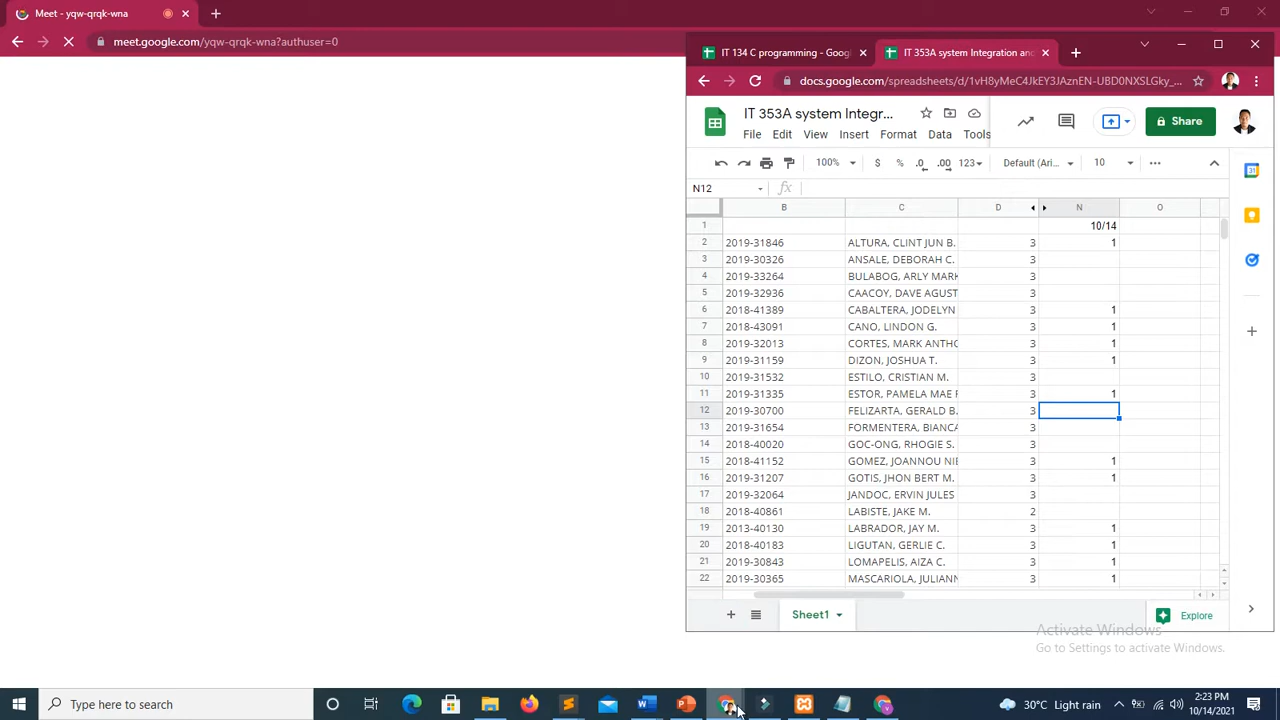 Meet - yqw-qrqk-wna
meet.google.com/yqw-qrqk-wna?authuser=0
IT 134 C programming - Goog
IT 353A system Integration an
docs.google.com/spreadsheets/d/1vH8yMeC4JkEY3JAznEN-UBD0NXSLGky_...
IT 353A system Integr...
Share
File Edit View Insert Format Data Tools
100% $ % .0 .00 123 Default (Ari... 10
N12 fx
B C D N O
1 10/14
2 2019-31846 ALTURA, CLINT JUN B. 3 1
3 2019-30326 ANSALE, DEBORAH C. 3
4 2019-33264 BULABOG, ARLY MARK 3
5 2019-32936 CAACOY, DAVE AGUST 3
6 2018-41389 CABALTERA, JODELYN 3 1
7 2018-43091 CANO, LINDON G. 3 1
8 2019-32013 CORTES, MARK ANTHO 3 1
9 2019-31159 DIZON, JOSHUA T. 3 1
10 2019-31532 ESTILO, CRISTIAN M. 3
11 2019-31335 ESTOR, PAMELA MAE 3 1
12 2019-30700 FELIZARTA, GERALD B. 3
13 2019-31654 FORMENTERA, BIANCA 3
14 2018-40020 GOC-ONG, RHOGIE S. 3
15 2018-41152 GOMEZ, JOANNOU NIE 3 1
16 2019-31207 GOTIS, JHON BERT M. 3 1
17 2019-32064 JANDOC, ERVIN JULES 3
18 2018-40861 LABISTE, JAKE M. 2
19 2013-40130 LABRADOR, JAY M. 3 1
20 2018-40183 LIGUTAN, GERLIE C. 3 1
21 2019-30843 LOMAPELIS, AIZA C. 3 1
22 2019-30365 MASCARIOLA, JULIANN 3 1
Sheet1
Explore
Activate Windows
Go to Settings to activate Windows.
Type here to search
30°C Light rain
2:23 PM
10/14/2021